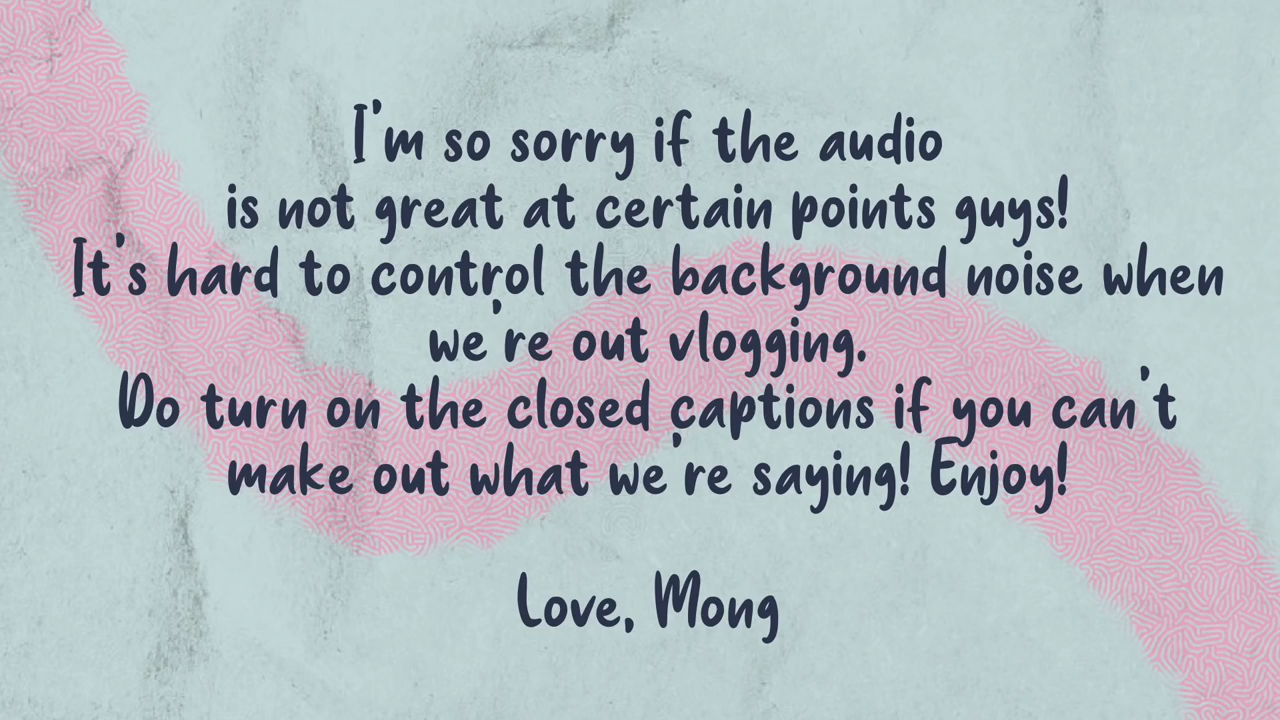 I'm so sorry if the audio
is not great at certain points guys!
It's hard to control the background noise when
we're out vlogging.
Do turn on the closed captions if you can't
make out what we're saying! Enjoy!
Love, Mong